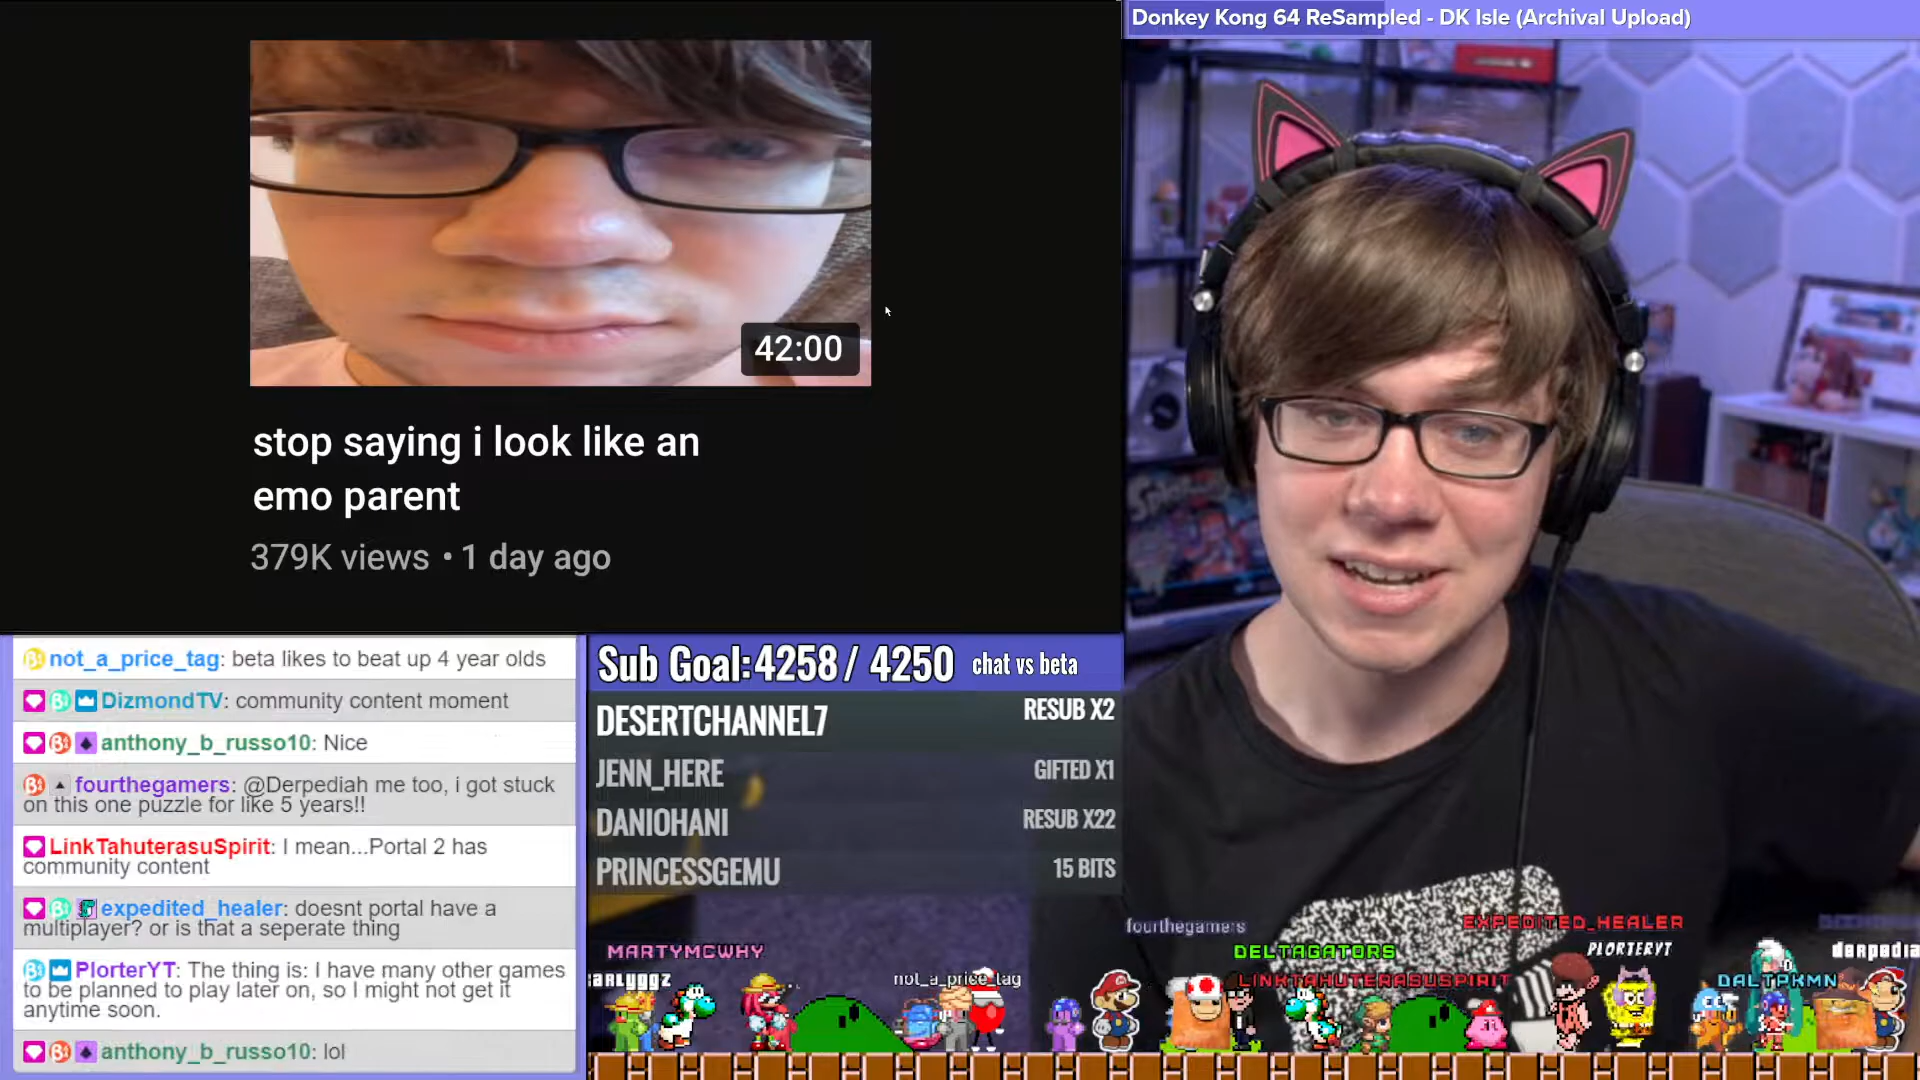 Donkey Kong 64 ReSampled - DK Isle (Archival Upload)
42:00
stop saying i look like an
emo parent
379K views • 1 day ago
not_a_price_tag: beta likes to beat up 4 year olds
DizmondTV: community content moment
anthony_b_russo10: Nice
fourthegamers: @Derpediah me too, i got stuck
on this one puzzle for like 5 years!!
LinkTahuterasuSpirit: I mean...Portal 2 has
community content
expedited_healer: doesnt portal have a
multiplayer? or is that a seperate thing
PlorterYT: The thing is: I have many other games
to be planned to play later on, so I might not get it
anytime soon.
anthony_b_russo10: lol
Sub Goal:4258/ 4250 chat vs beta
DESERTCHANNEL7 RESUB X2
JENN_HERE GIFTED X1
DANIOHANI RESUB X22
PRINCESSGEMU 15 BITS
MARTYMCWHY
not_a_price_tag
fourthegamers
EXPEDITED_HEALER
DELTAGATORS
PLORTERYT
derpedia
LINKTAHUTERASUSPIRIT
DALTPKMN